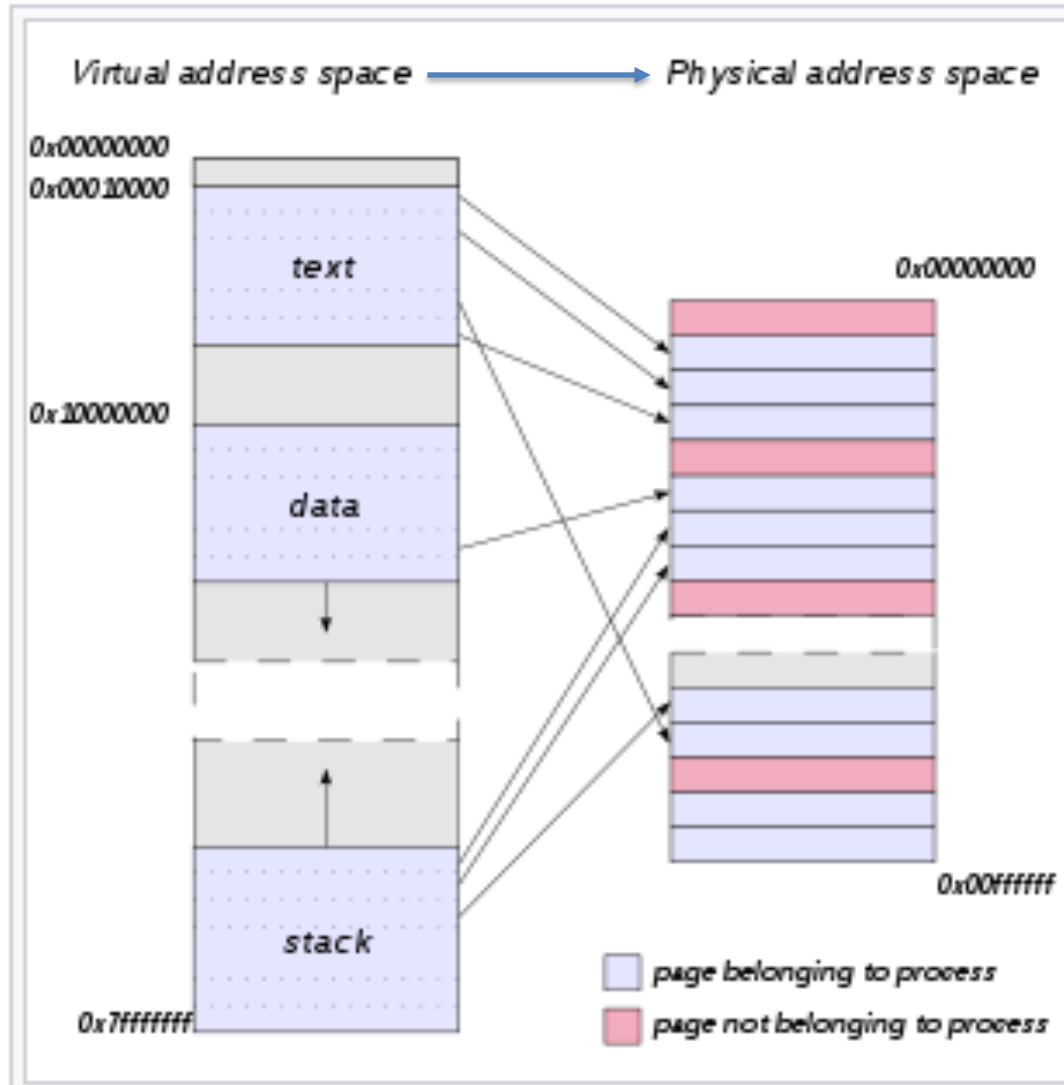 Virtual address space
Physical address space
0x00000000
0x00010000
text
0x00000000
0x10000000
data
stack
0x00ffffff
page belonging to process
0x7fffffff
page not belonging to process